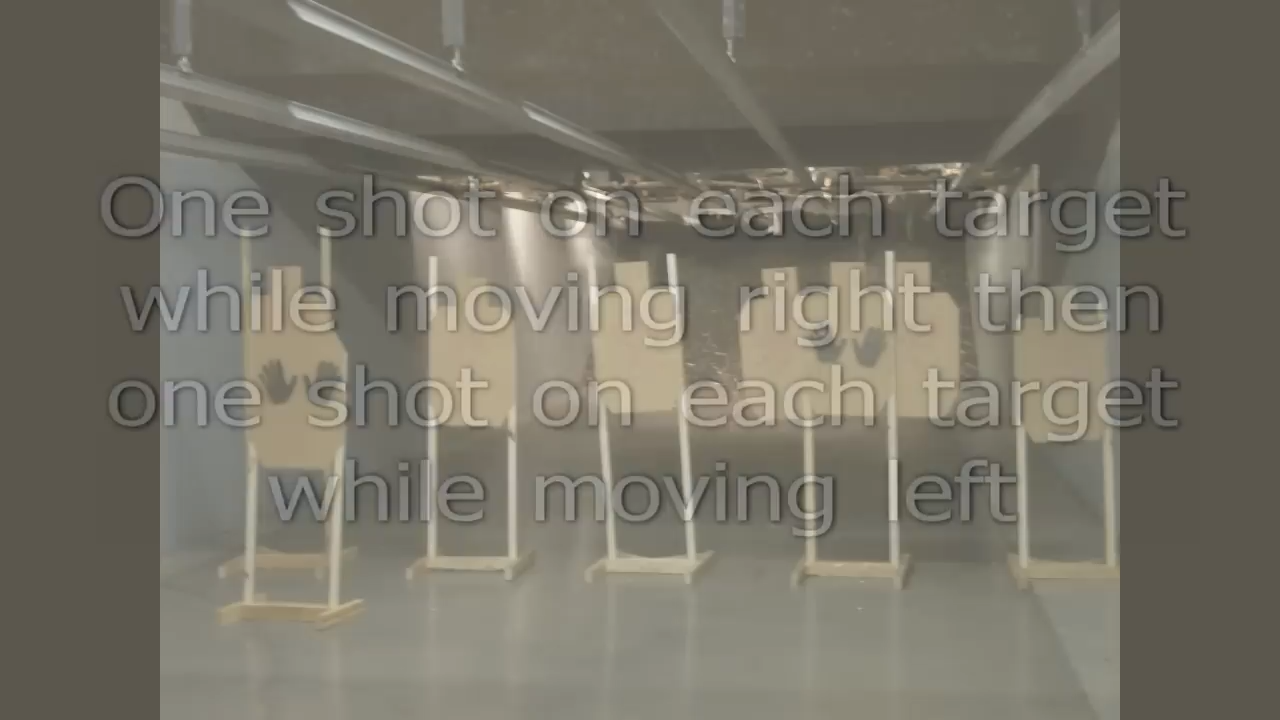 One shot on each target
while moving right then
one shot on each target
while moving left